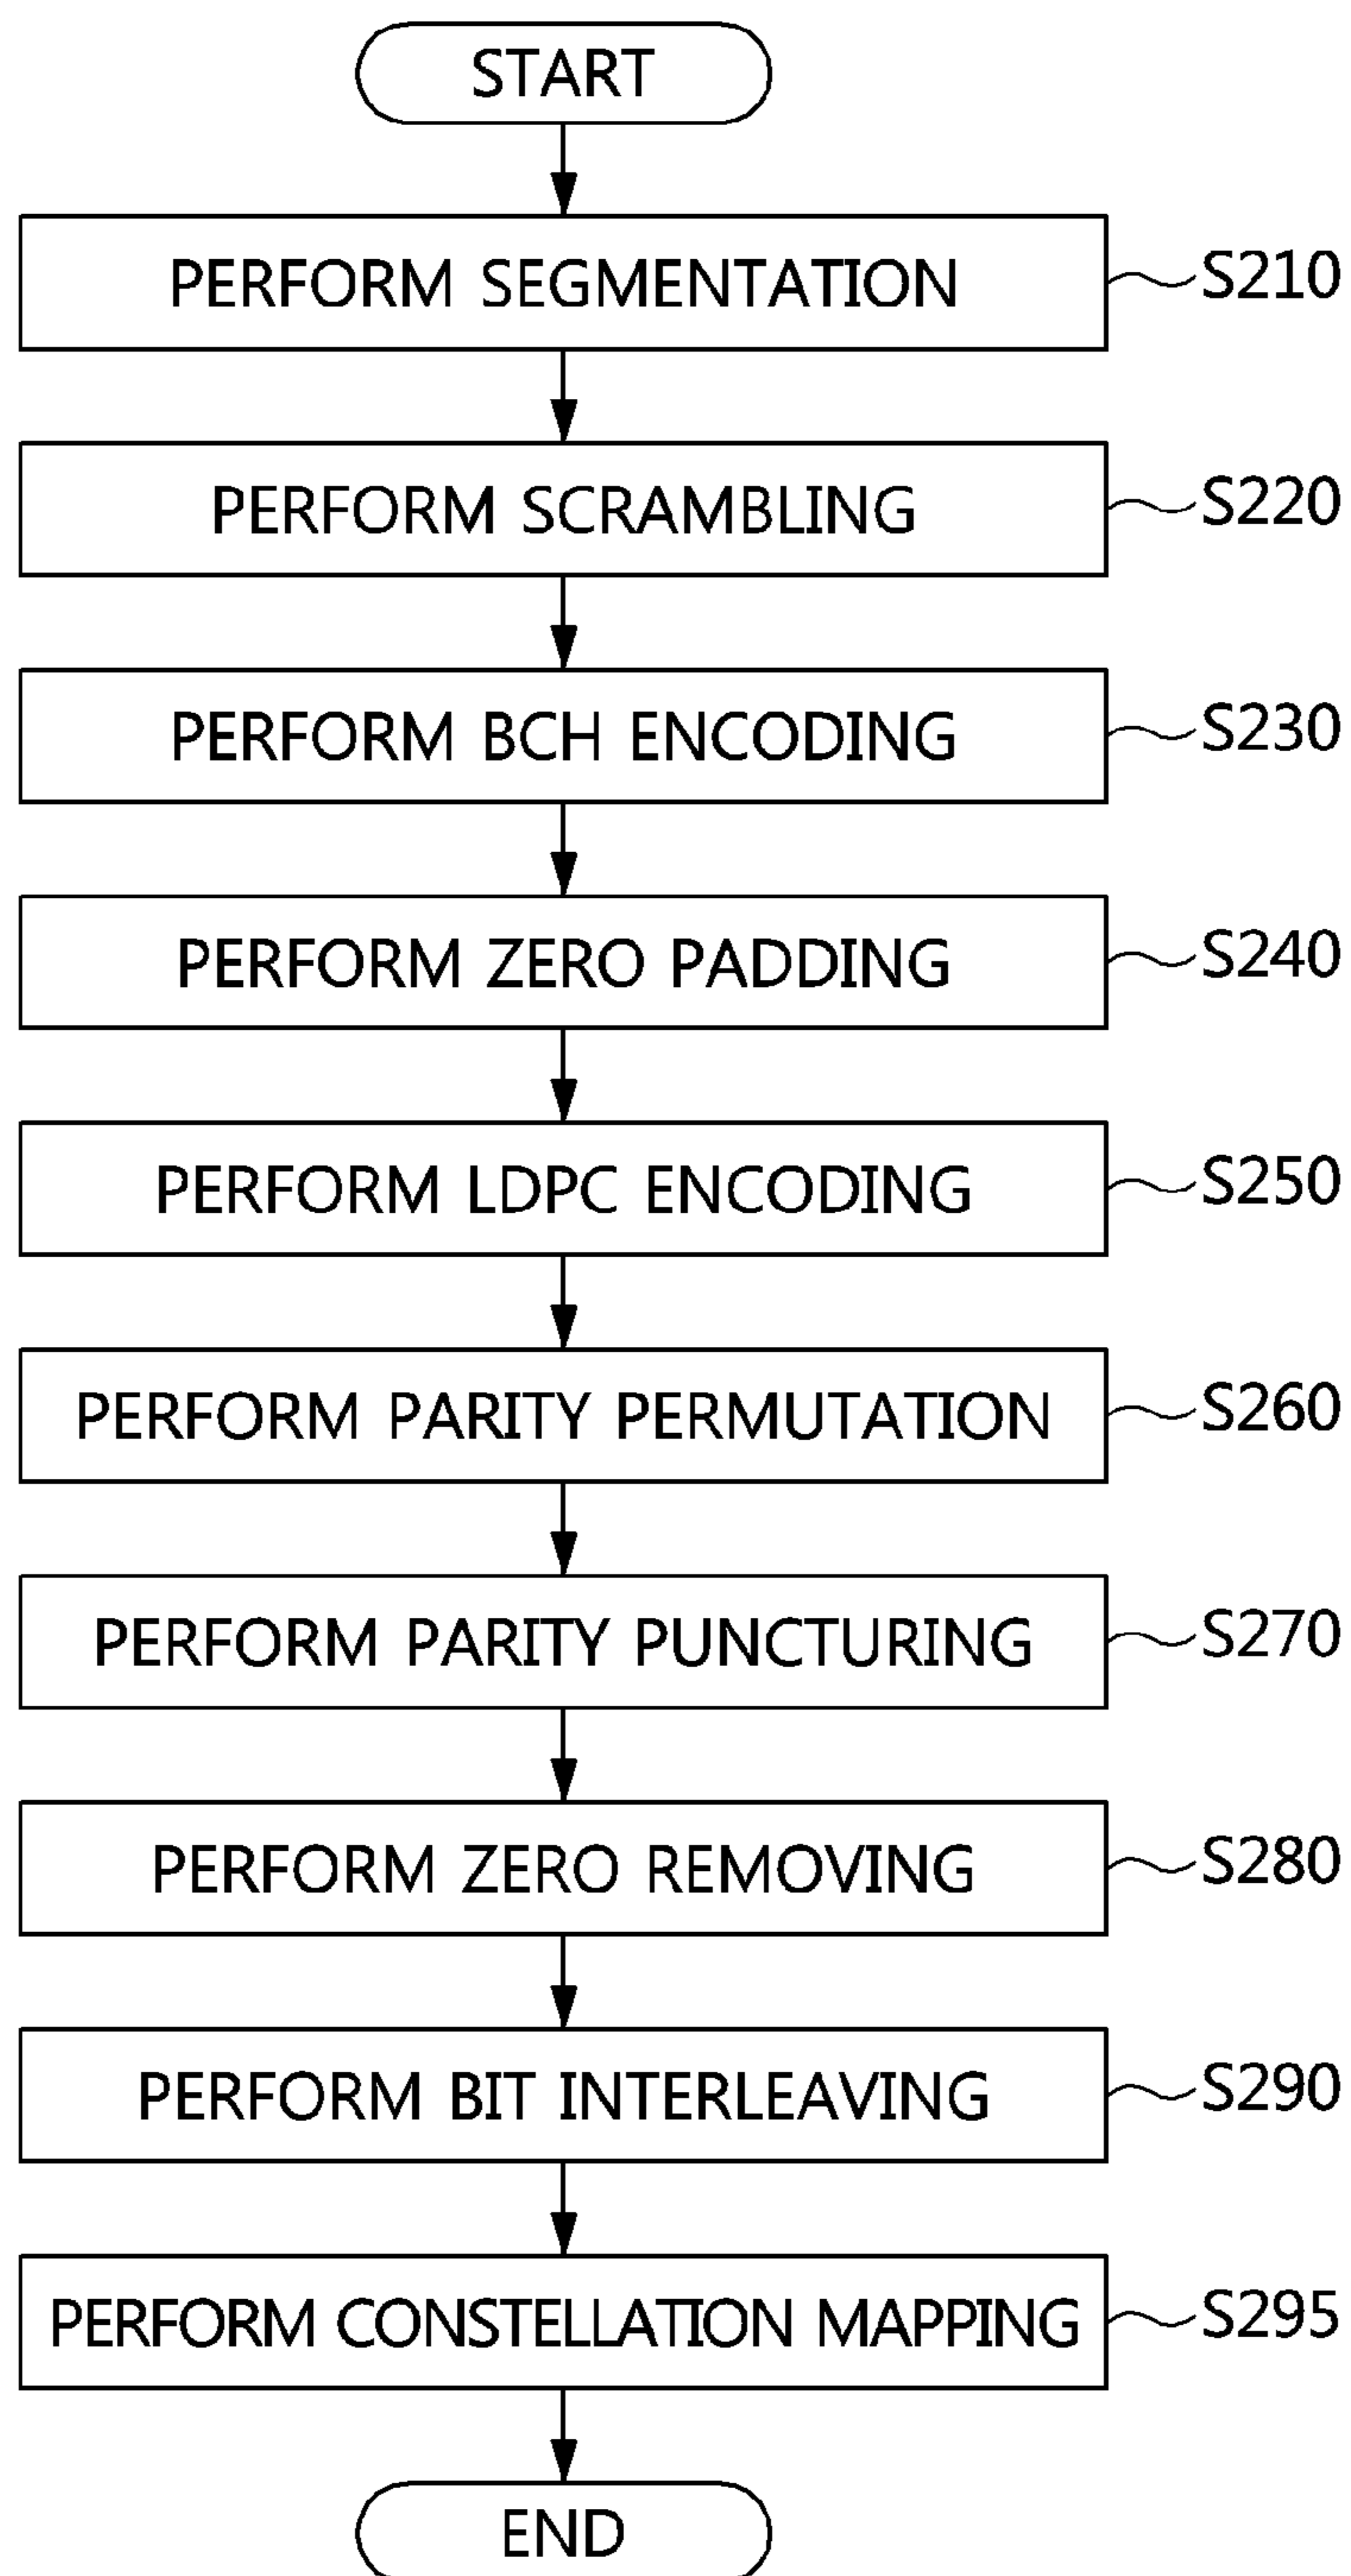 START
PERFORM SEGMENTATION S210
PERFORM SCRAMBLING S220
PERFORM BCH ENCODING S230
PERFORM ZERO PADDING S240
PERFORM LDPC ENCODING S250
PERFORM PARITY PERMUTATION S260
PERFORM PARITY PUNCTURING S270
PERFORM ZERO REMOVING S280
PERFORM BIT INTERLEAVING S290
PERFORM CONSTELLATION MAPPING S295
END